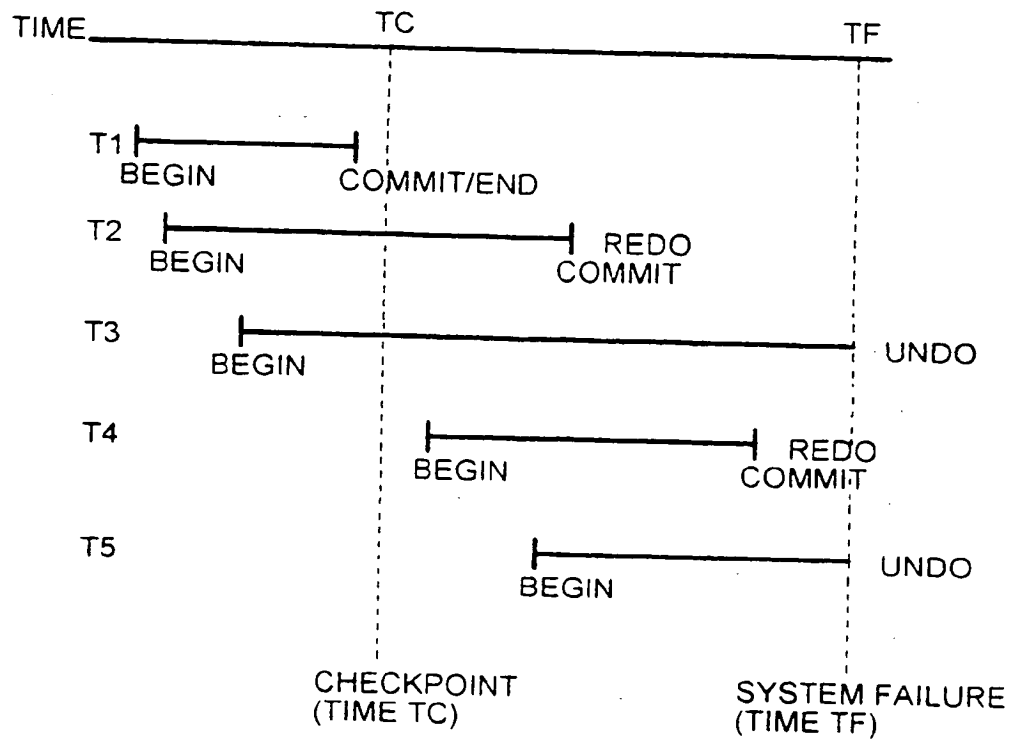 TIME TC TF
T1
BEGIN COMMIT/END
T2 REDO
BEGIN COMMIT
T3 UNDO
BEGIN
T4 REDO
BEGIN COMMIT
T5 UNDO
BEGIN
CHECKPOINT SYSTEM FAILURE
(TIME TC) (TIME TF)